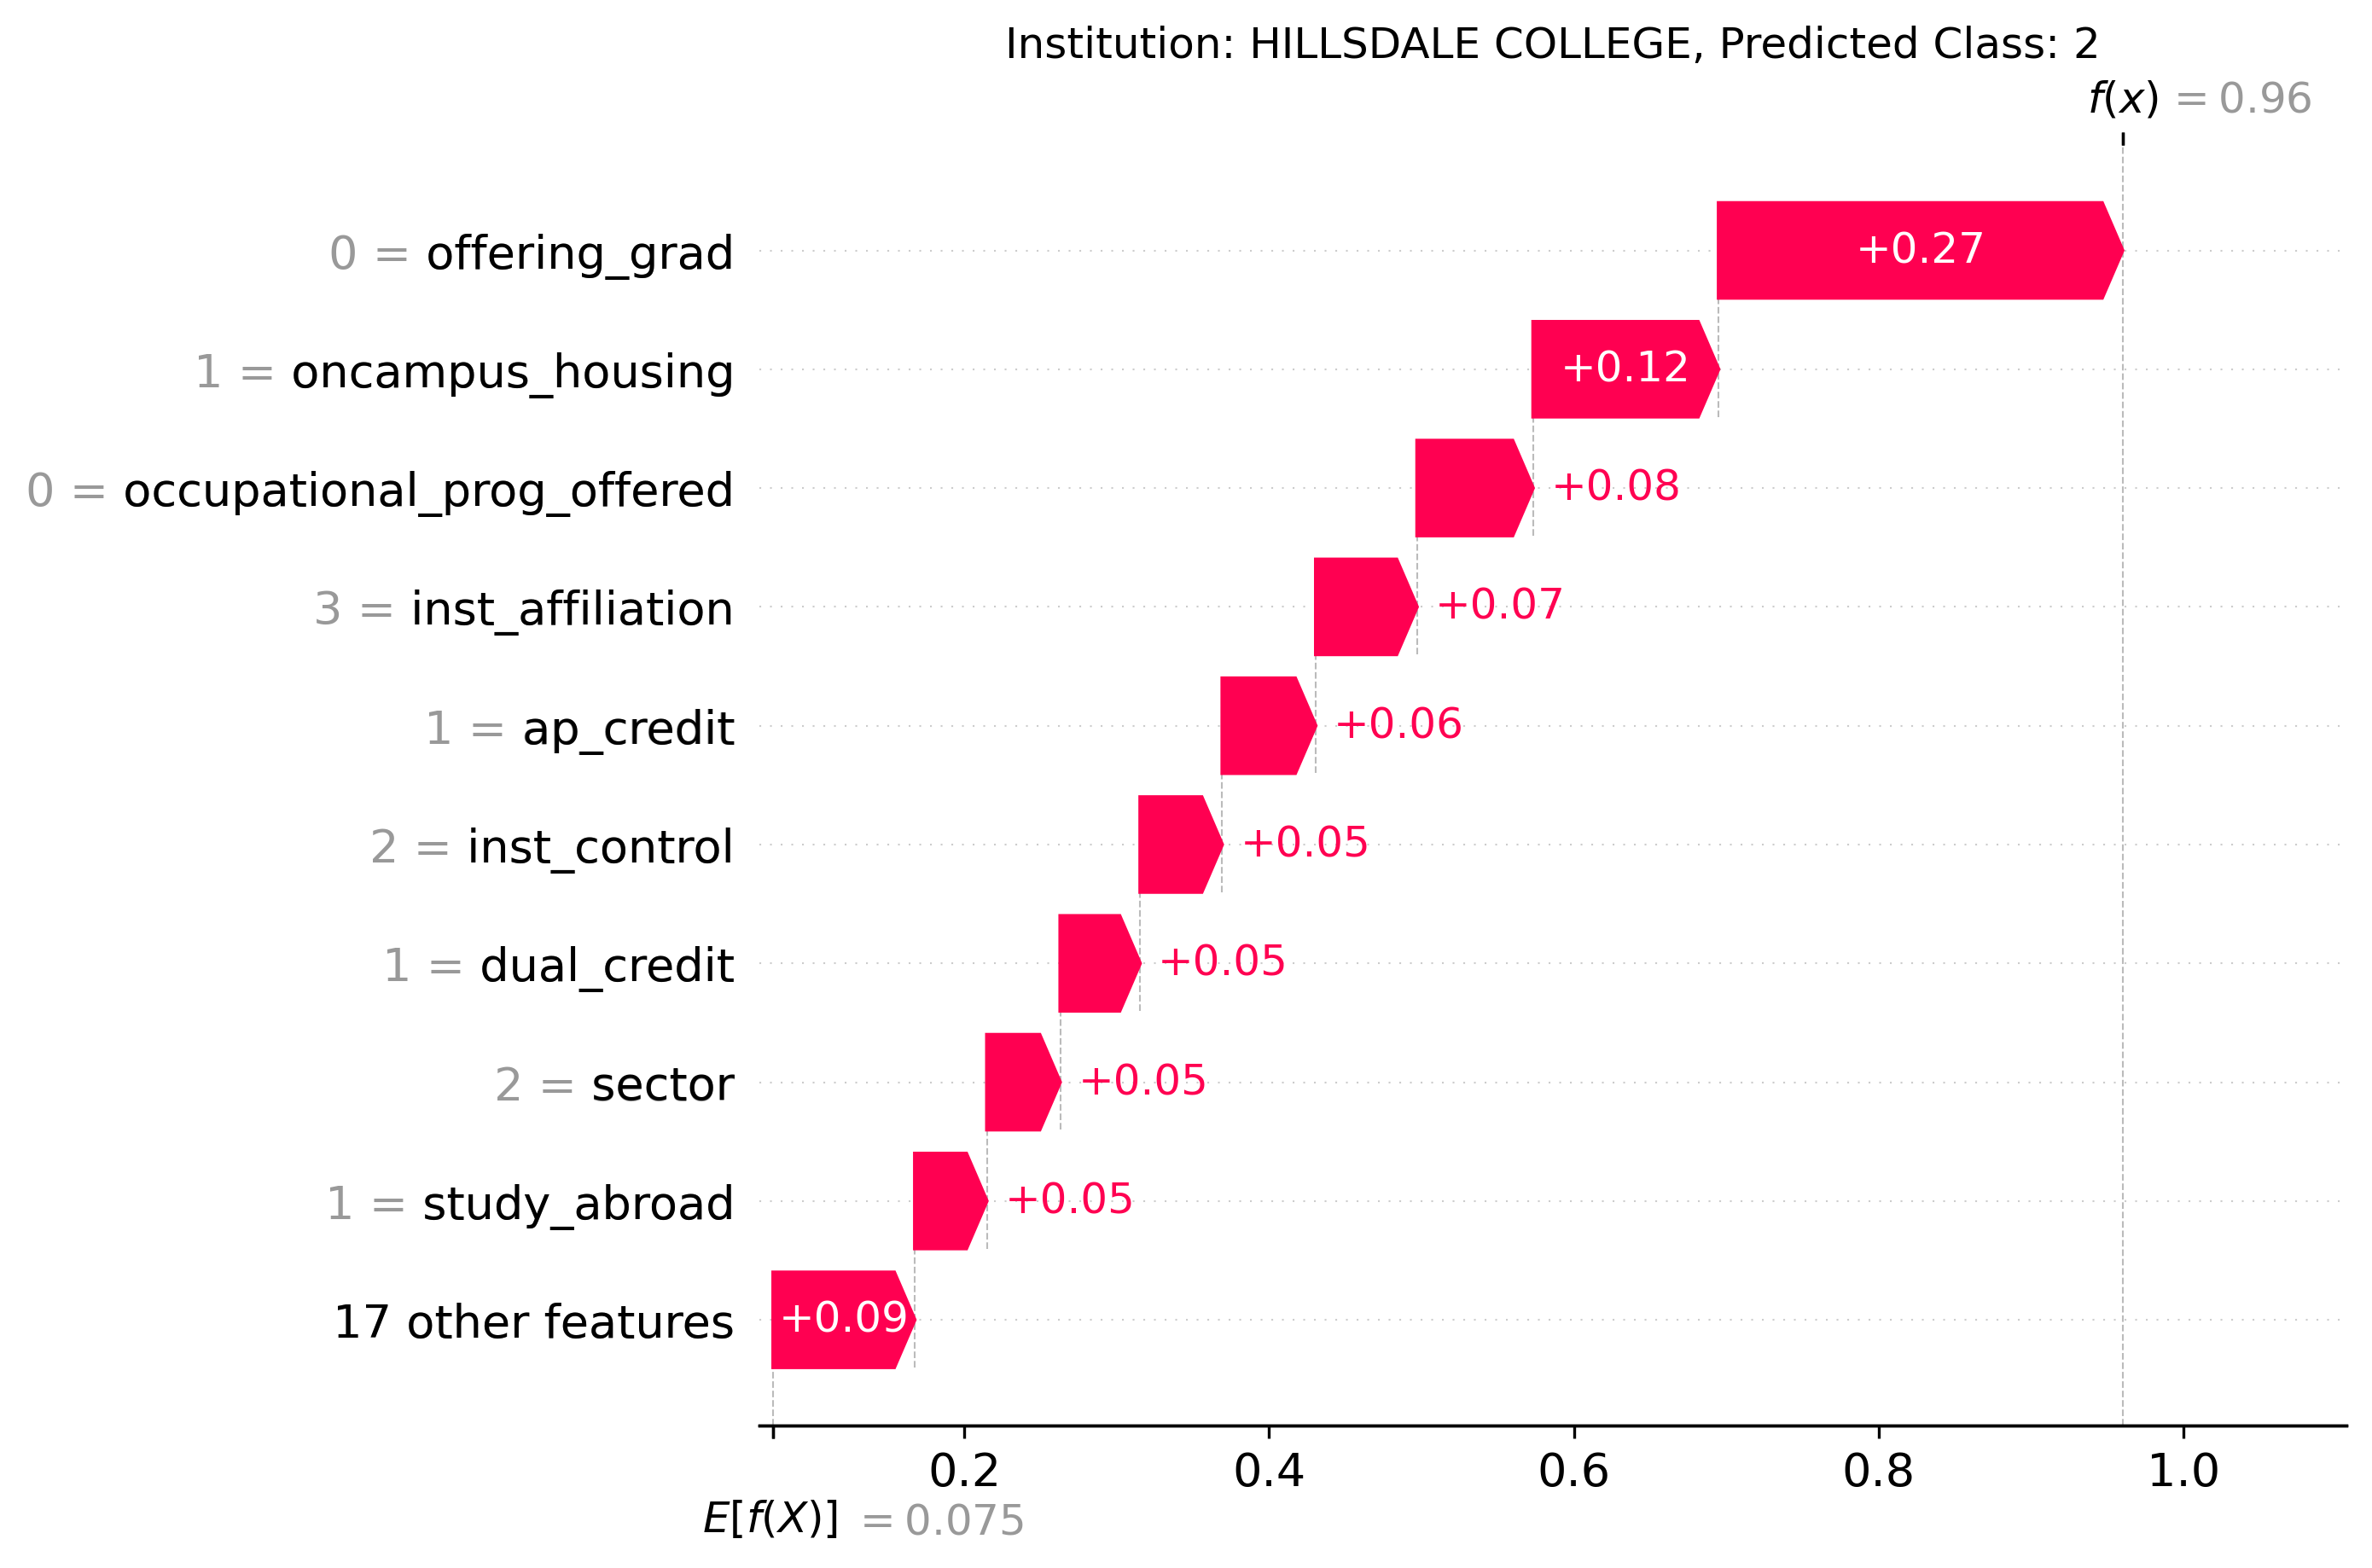 Institution: HILLSDALE COLLEGE, Predicted Class: 2
f(x) = 0.96
0 = offering_grad
+0.27
1 = oncampus_housing
+0.12
0 = occupational_prog_offered
+0.08
3 = inst_affiliation
+0.07
1 = ap_credit
+0.06
2 = inst_control
+0.05
1 = dual_credit
+0.05
2 = sector
+0.05
1 = study_abroad
+0.05
17 other features
+0.09
0.2 0.4 0.6 0.8 1.0
E[f(X)] = 0.075